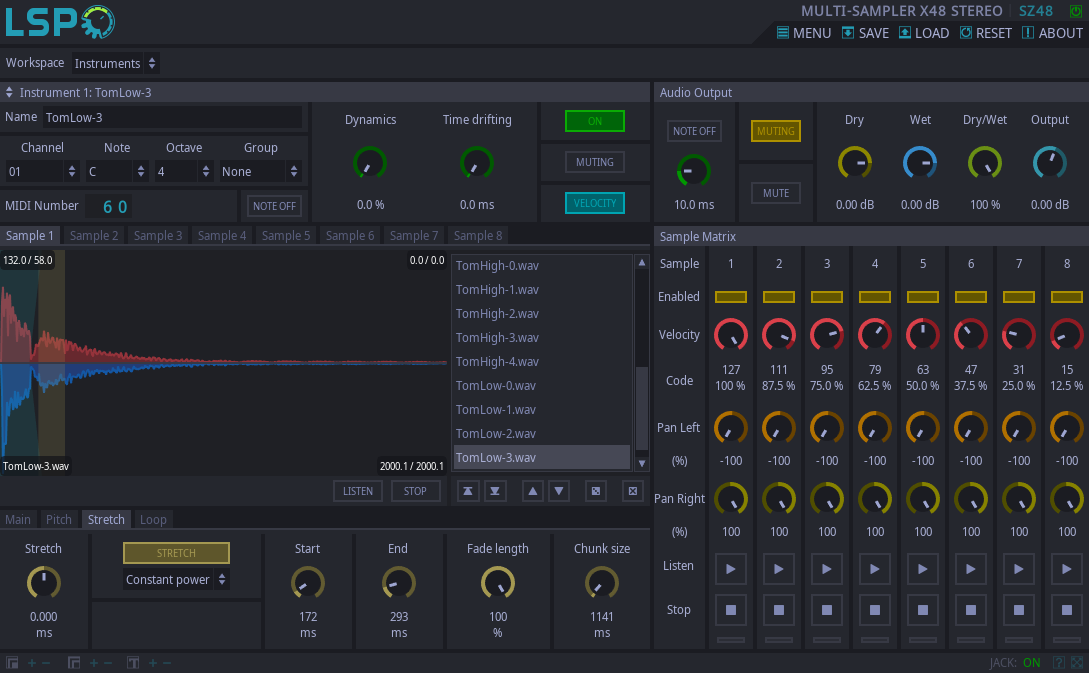 LSP
MULTI-SAMPLER X48 STEREO SZ48
MENU SAVE LOAD RESET ABOUT
Workspace Instruments
Instrument 1: TomLow-3
Name TomLow-3
Channel Note Octave Group
01 C 4 None
MIDI Number 60 NOTE OFF
Dynamics Time drifting
0.0 % 0.0 ms
ON
MUTING
VELOCITY
Audio Output
NOTE OFF
10.0 ms
MUTING
MUTE
Dry Wet Dry/Wet Output
0.00 dB 0.00 dB 100 % 0.00 dB
Sample 1 Sample 2 Sample 3 Sample 4 Sample 5 Sample 6 Sample 7 Sample 8
132.0 / 58.0 0.0 / 0.0
TomLow-3.wav 2000.1 / 2000.1
TomHigh-0.wav
TomHigh-1.wav
TomHigh-2.wav
TomHigh-3.wav
TomHigh-4.wav
TomLow-0.wav
TomLow-1.wav
TomLow-2.wav
TomLow-3.wav
LISTEN STOP
Main Pitch Stretch Loop
Stretch
0.000
ms
STRETCH
Constant power
Start End Fade length Chunk size
172 293 100 1141
ms ms % ms
Sample Matrix
Sample 1 2 3 4 5 6 7 8
Enabled
Velocity
127 111 95 79 63 47 31 15
Code
100 % 87.5 % 75.0 % 62.5 % 50.0 % 37.5 % 25.0 % 12.5 %
Pan Left
(%) -100 -100 -100 -100 -100 -100 -100 -100
Pan Right
(%) 100 100 100 100 100 100 100 100
Listen
Stop
JACK: ON